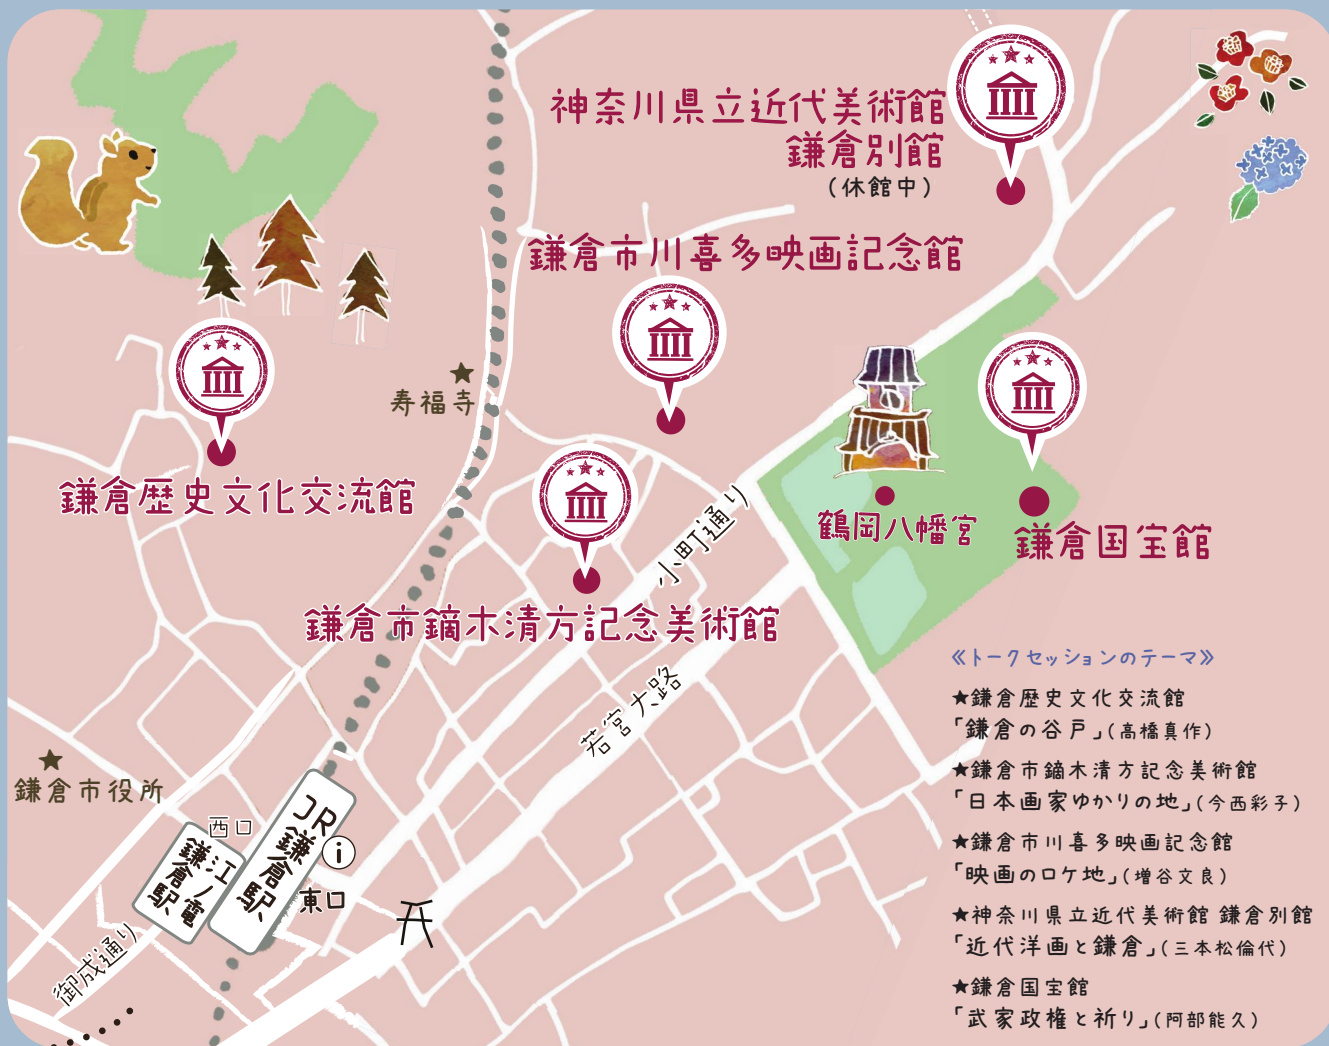 神奈川県立近代美術館
鎌倉別館
(休館中)
鎌倉市川喜多映画記念館
寿福寺
鎌倉歴史文化交流館
小町通り
鶴岡八幡宮
鎌倉国宝館
鎌倉市鏑木清方記念美術館
若宮大路
鎌倉市役所
西口
JR
鎌倉駅
i
江ノ電
鎌倉駅
東口
御成通り
《トークセッションのテーマ》
★鎌倉歴史文化交流館
「鎌倉の谷戸」(高橋真作)
★鎌倉市鏑木清方記念美術館
「日本画家ゆかりの地」(今西彩子)
★鎌倉市川喜多映画記念館
「映画のロケ地」(増谷文良)
★神奈川県立近代美術館 鎌倉別館
「近代洋画と鎌倉」(三本松倫代)
★鎌倉国宝館
「武家政権と祈り」(阿部能久)